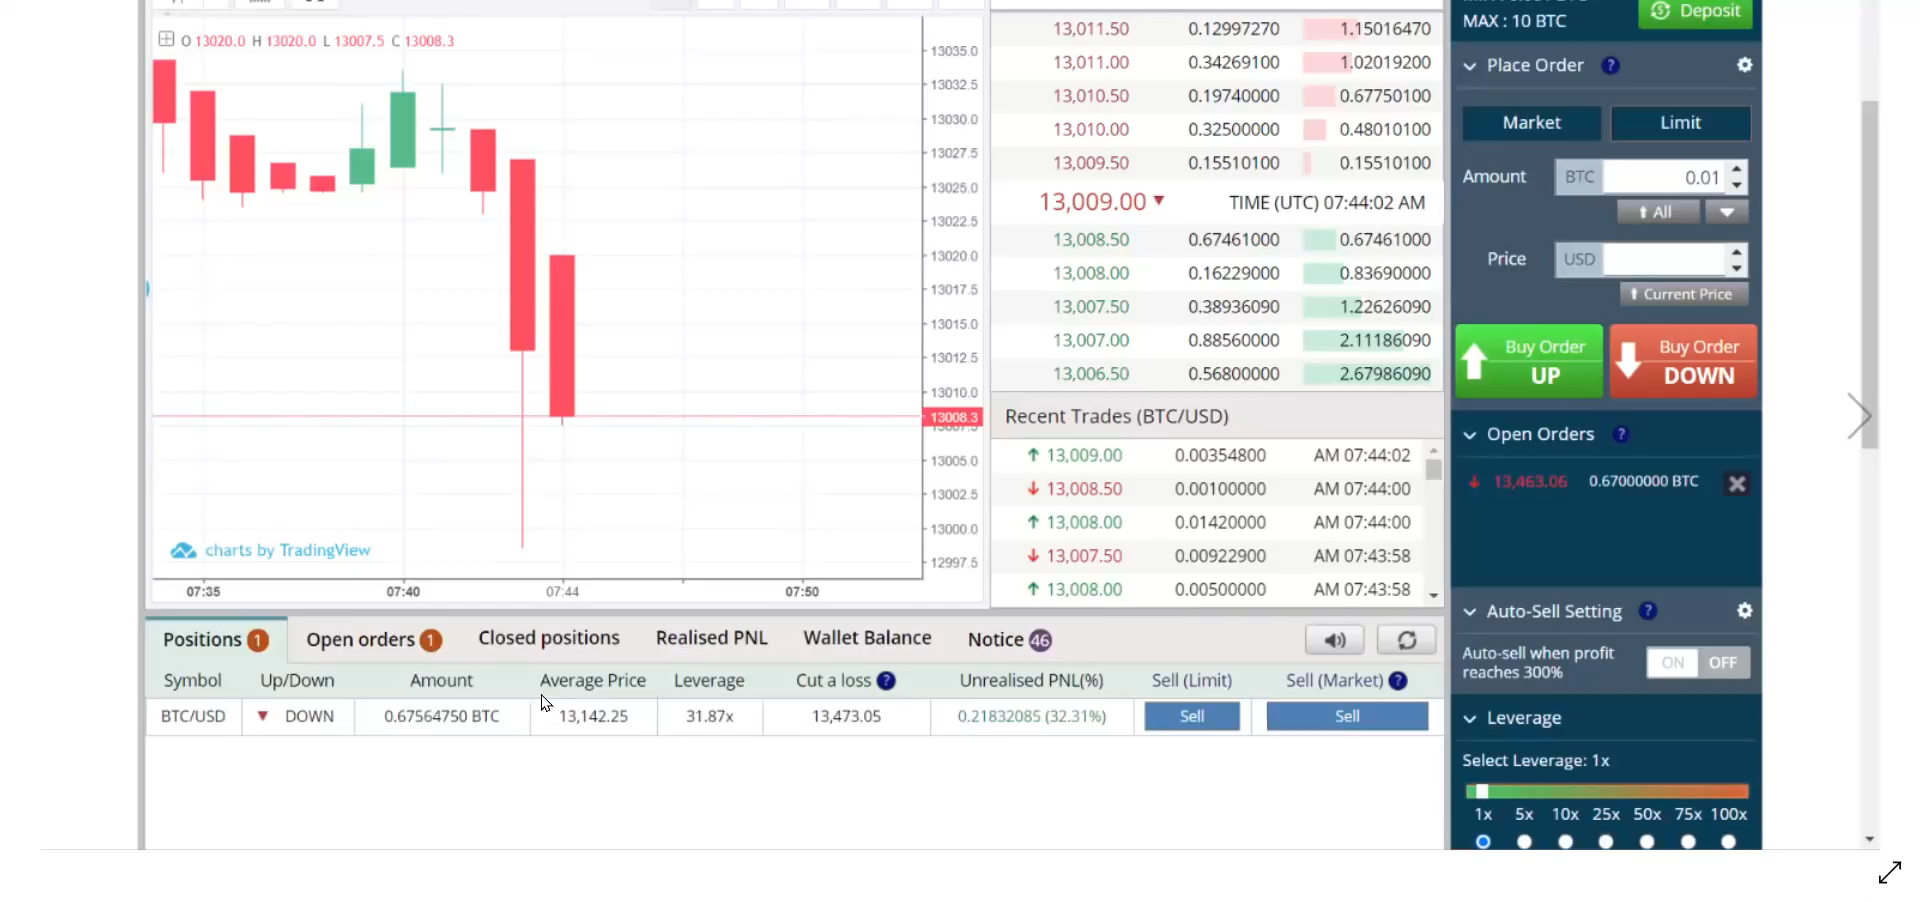 O 13020.0 H 13020.0 L 13007.5 C 13008.3
13035.0
13032.5
13030.0
13027.5
13025.0
13022.5
13020.0
13017.5
13015.0
13012.5
13010.0
13008.3
13005.0
13002.5
13000.0
12997.5
charts by TradingView
07:35 07:40 07:44 07:50
13,011.50 0.12997270 1.15016470
13,011.00 0.34269100 1.02019200
13,010.50 0.19740000 0.67750100
13,010.00 0.32500000 0.48010100
13,009.50 0.15510100 0.15510100
13,009.00 ▼ TIME (UTC) 07:44:02 AM
13,008.50 0.67461000 0.67461000
13,008.00 0.16229000 0.83690000
13,007.50 0.38936090 1.22626090
13,007.00 0.88560000 2.11186090
13,006.50 0.56800000 2.67986090
Recent Trades (BTC/USD)
↑ 13,009.00 0.00354800 AM 07:44:02
↓ 13,008.50 0.00100000 AM 07:44:00
↑ 13,008.00 0.01420000 AM 07:44:00
↓ 13,007.50 0.00922900 AM 07:43:58
↑ 13,008.00 0.00500000 AM 07:43:58
MAX : 10 BTC
Deposit
Place Order ?
Market Limit
Amount BTC 0.01
All
Price USD
Current Price
Buy Order UP
Buy Order DOWN
Open Orders ?
↓ 13,463.06 0.67000000 BTC
Auto-Sell Setting ?
Auto-sell when profit
reaches 300%
ON OFF
Leverage
Select Leverage: 1x
1x 5x 10x 25x 50x 75x 100x
Positions 1 Open orders 1 Closed positions Realised PNL Wallet Balance Notice 46
Symbol Up/Down Amount Average Price Leverage Cut a loss ? Unrealised PNL(%) Sell (Limit) Sell (Market) ?
BTC/USD ▼ DOWN 0.67564750 BTC 13,142.25 31.87x 13,473.05 0.21832085 (32.31%) Sell Sell